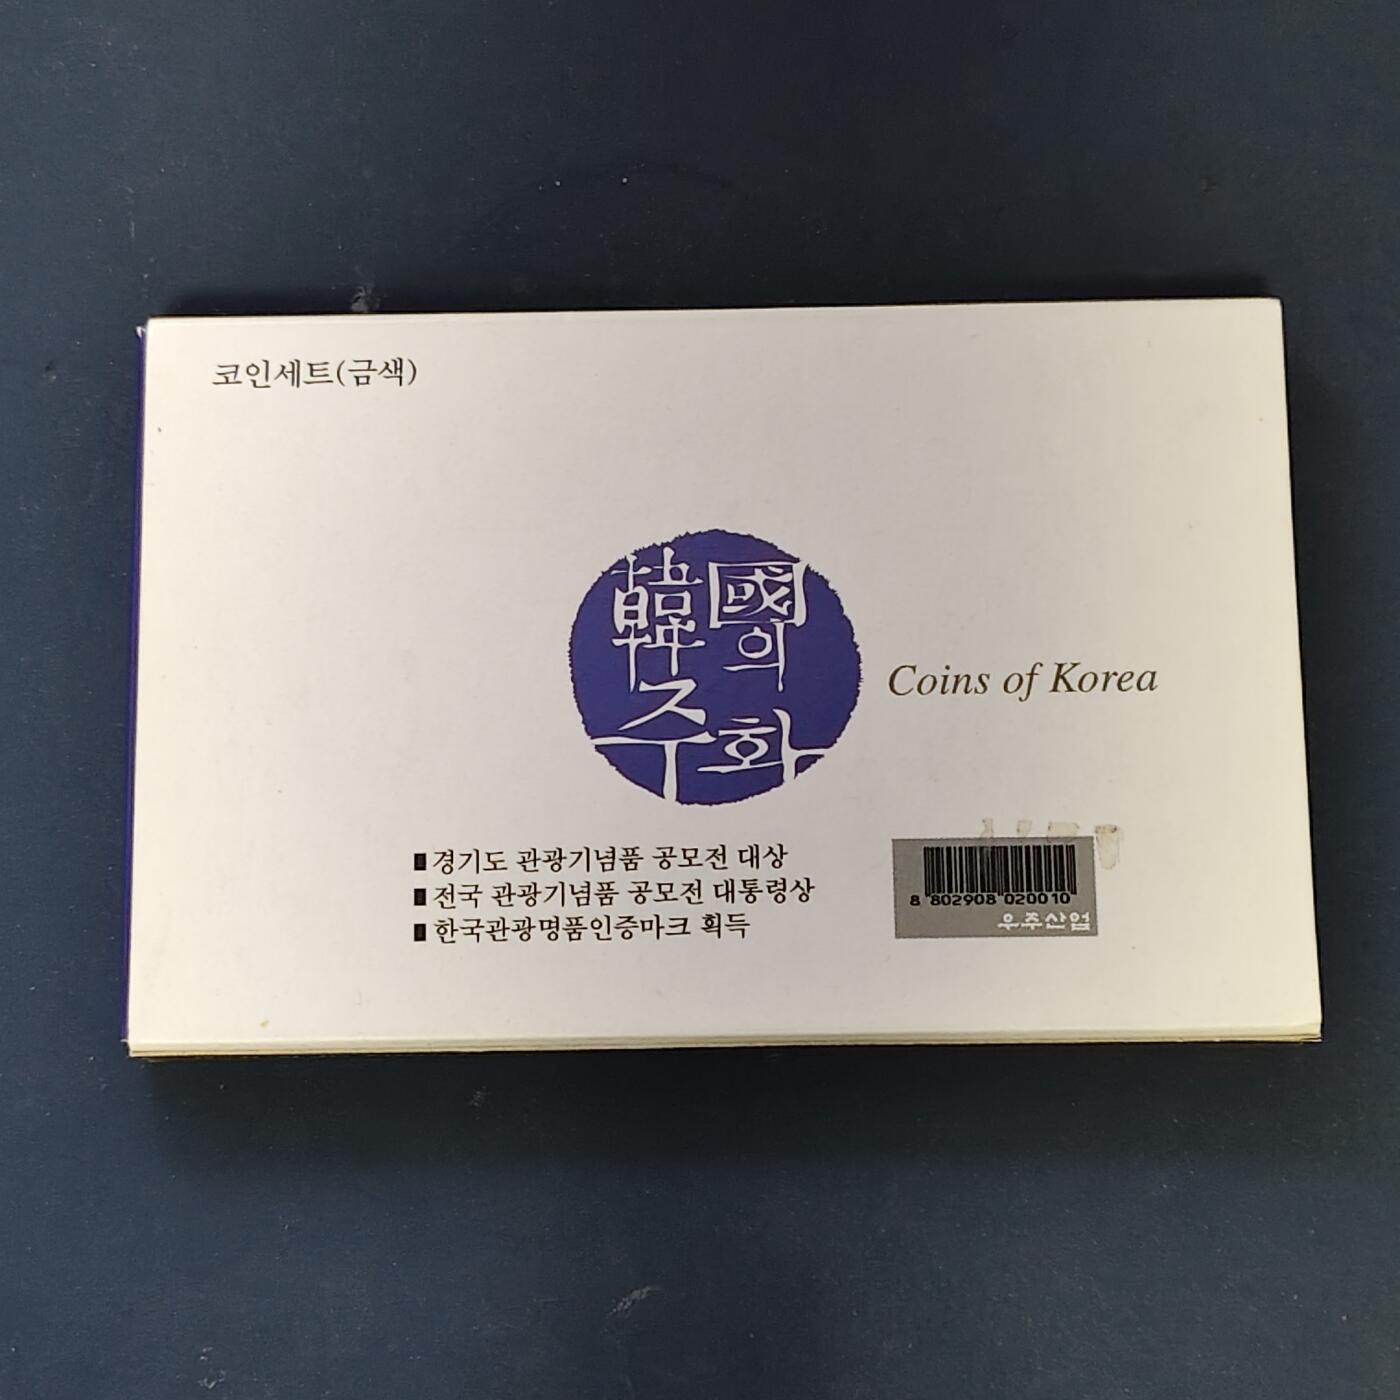 코인세트(금색)
韓國의
주화
Coins of Korea
경기도 관광기념품 공모전 대상
전국 관광기념품 공모전 대통령상
한국관광명품인증마크 획득
8 802908 020010
우주산업